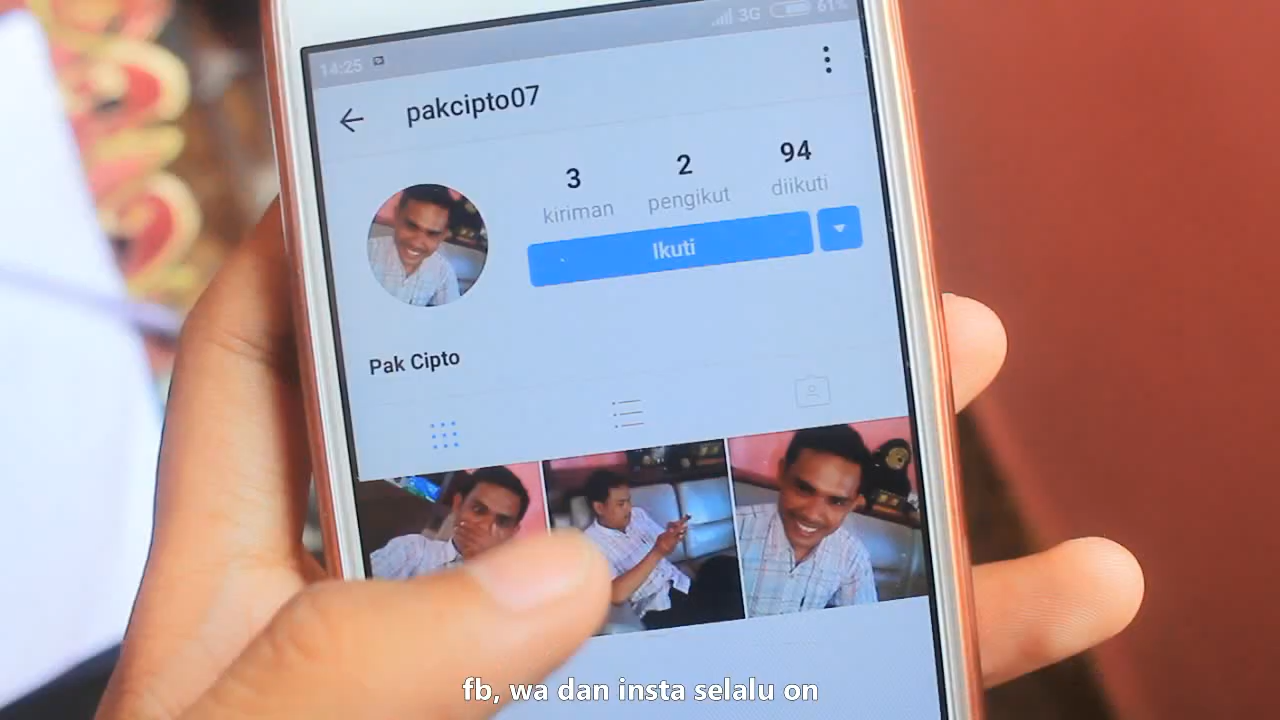 14:25 3G 61%
pakcipto07
3 2 94
kiriman pengikut diikuti
Ikuti
Pak Cipto
fb, wa dan insta selalu on